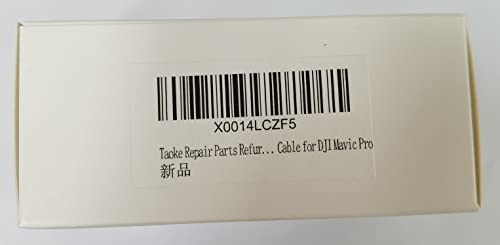 X0014LCZF5
Taoke Repair Parts Refur... Cable for DJI Mavic Pro
新品